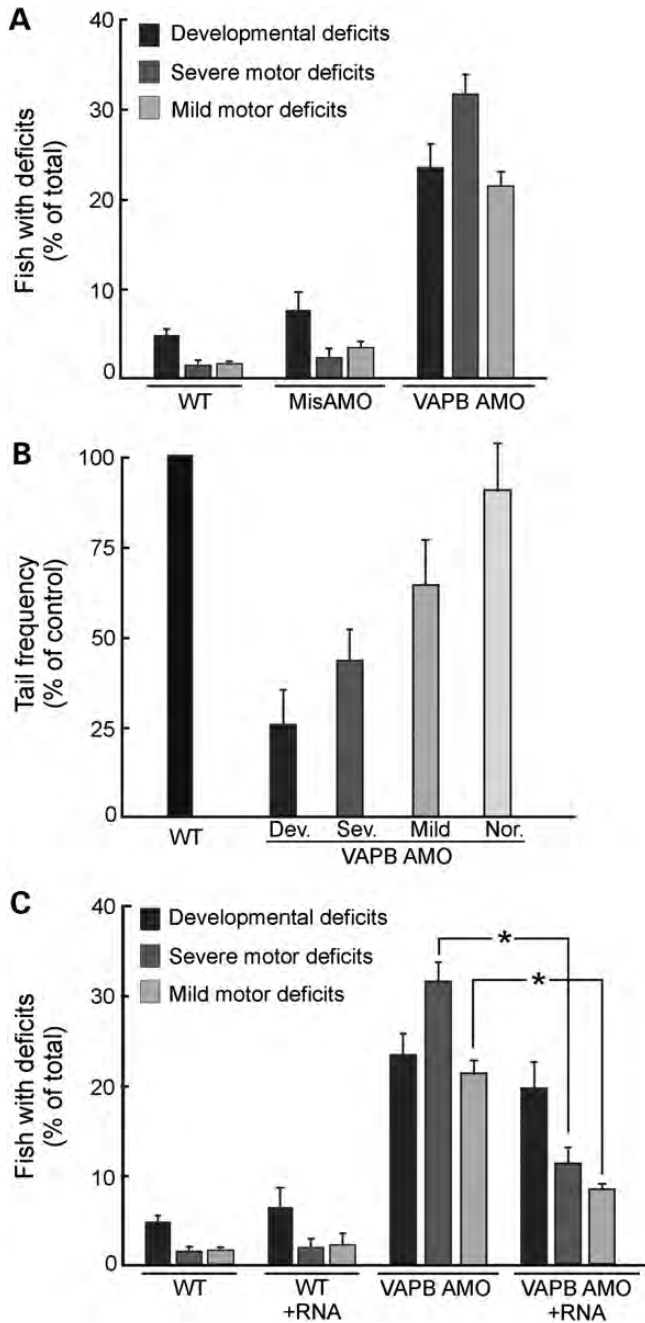 A
40
30
20
10
0
Fish with deficits
(% of total)
Developmental deficits
Severe motor deficits
Mild motor deficits
WT
MisAMO
VAPB AMO
B
100
75
50
25
0
Tail frequency
(% of control)
WT
Dev.
Sev.
Mild
Nor.
VAPB AMO
C
40
30
20
10
0
Fish with deficits
(% of total)
Developmental deficits
Severe motor deficits
Mild motor deficits
*
*
WT
WT
+RNA
VAPB AMO
VAPB AMO
+RNA